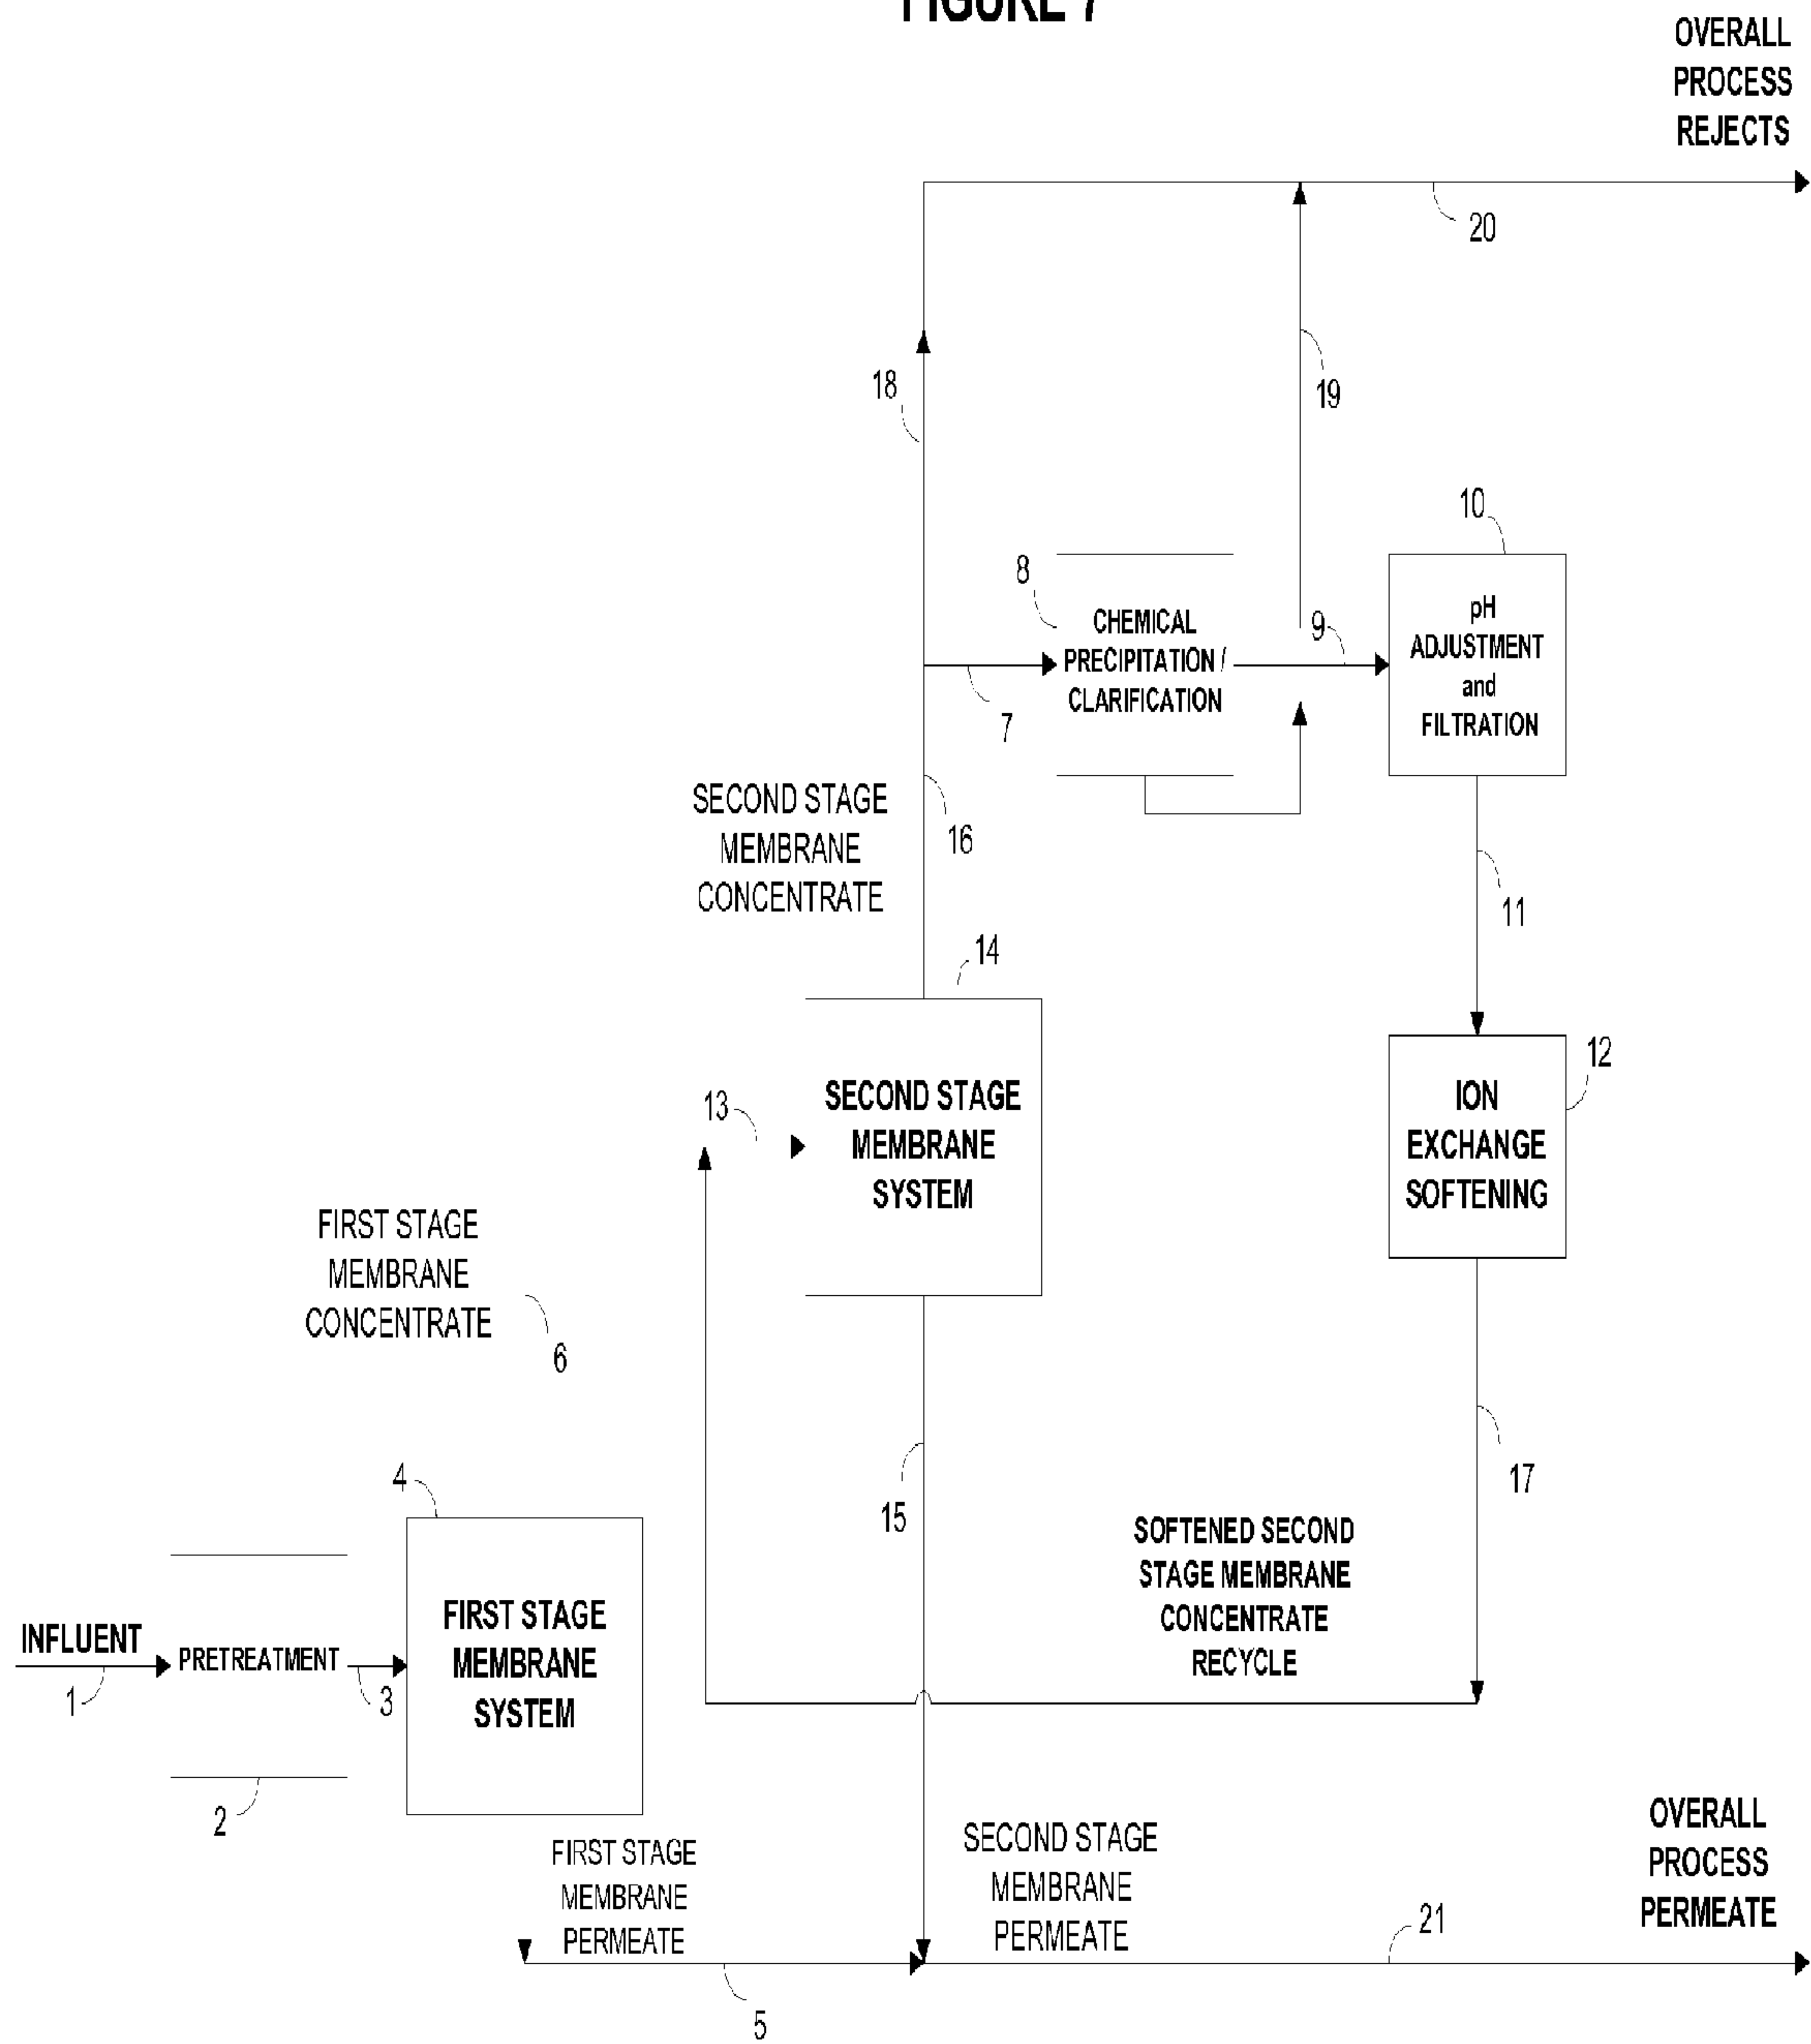 FIGURE 7
OVERALL
PROCESS
REJECTS
20
18
19
10
8
CHEMICAL
PRECIPITATION /
CLARIFICATION
9
pH
ADJUSTMENT
and
FILTRATION
7
SECOND STAGE
MEMBRANE
CONCENTRATE
16
11
14
13
SECOND STAGE
MEMBRANE
SYSTEM
12
ION
EXCHANGE
SOFTENING
FIRST STAGE
MEMBRANE
CONCENTRATE
6
4
15
17
SOFTENED SECOND
STAGE MEMBRANE
CONCENTRATE
RECYCLE
INFLUENT
1
PRETREATMENT
3
FIRST STAGE
MEMBRANE
SYSTEM
2
FIRST STAGE
MEMBRANE
PERMEATE
SECOND STAGE
MEMBRANE
PERMEATE
OVERALL
PROCESS
PERMEATE
21
5